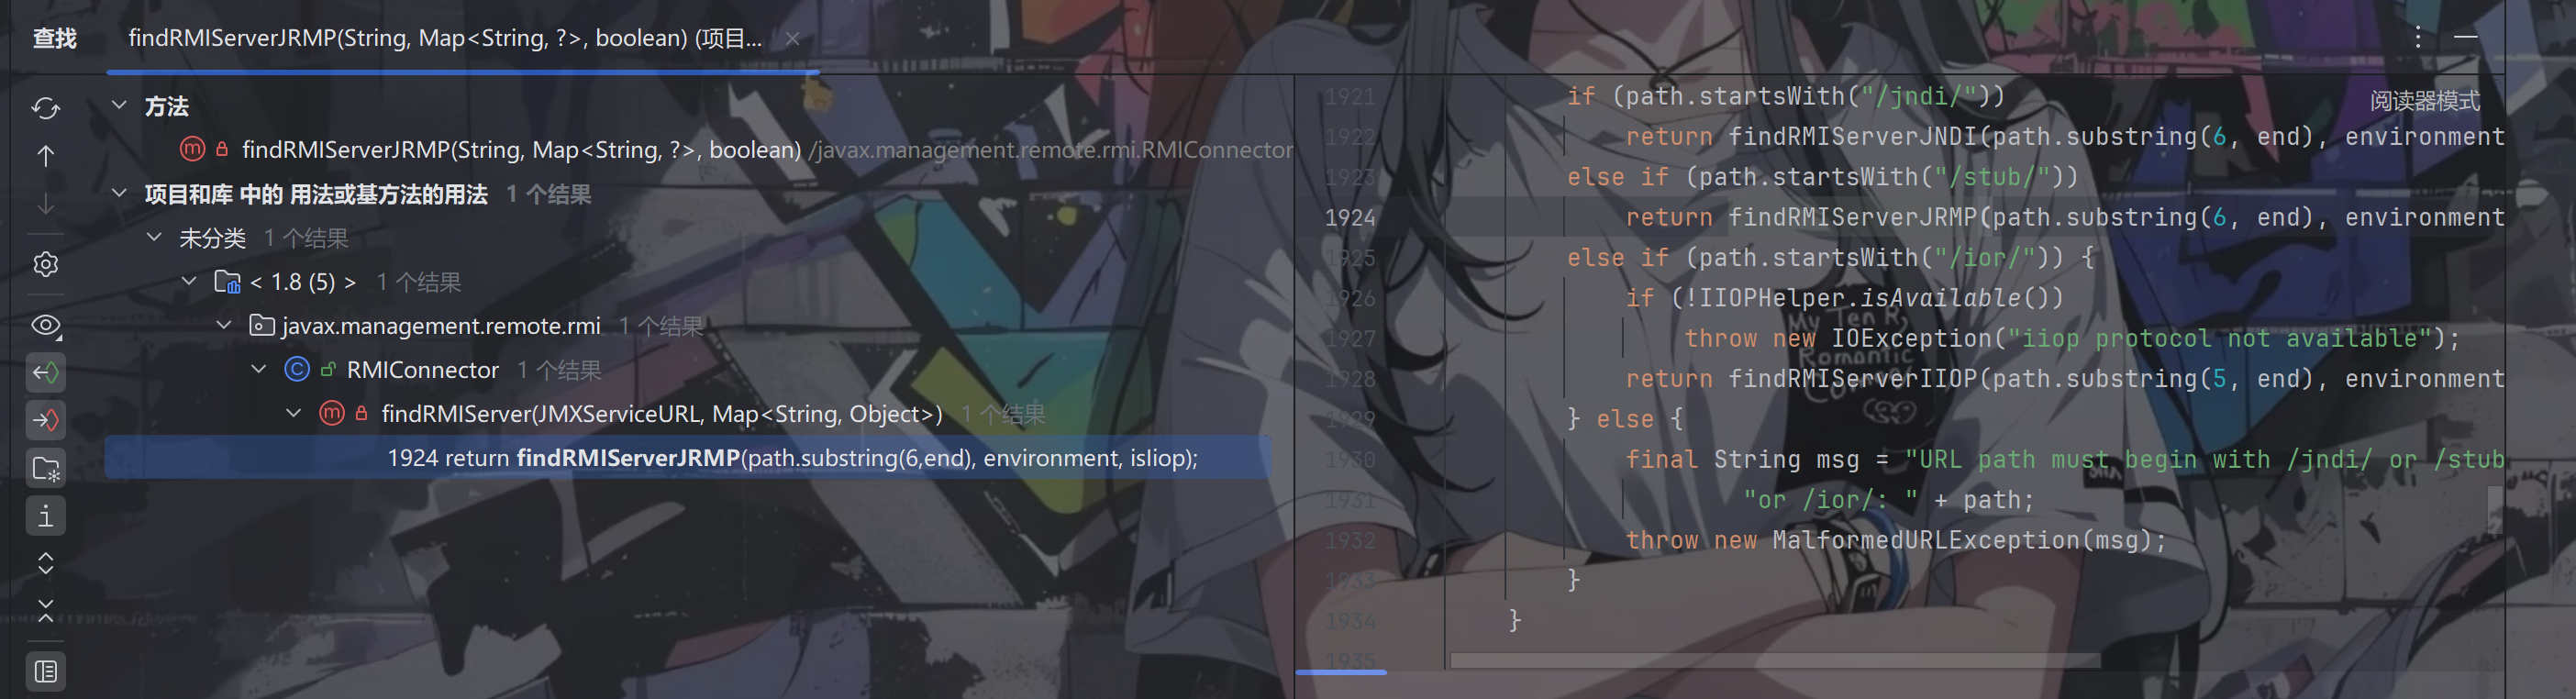 查找
findRMIServerJRMP(String, Map<String, ?>, boolean) (项目...
方法
findRMIServerJRMP(String, Map<String, ?>, boolean) /javax.management.remote.rmi.RMIConnector
项目和库 中的 用法或基方法的用法 1 个结果
未分类 1 个结果
< 1.8 (5) > 1 个结果
javax.management.remote.rmi 1 个结果
RMIConnector 1 个结果
findRMIServer(JMXServiceURL, Map<String, Object>) 1 个结果
1924 return findRMIServerJRMP(path.substring(6,end), environment, isIiop);
阅读器模式
1921 if (path.startsWith("/jndi/"))
1922 return findRMIServerJNDI(path.substring(6, end), environment
1923 else if (path.startsWith("/stub/"))
1924 return findRMIServerJRMP(path.substring(6, end), environment
1925 else if (path.startsWith("/ior/")) {
1926 if (!IIOPHelper.isAvailable())
1927 throw new IOException("iiop protocol not available");
1928 return findRMIServerIIOP(path.substring(5, end), environment
1929 } else {
1930 final String msg = "URL path must begin with /jndi/ or /stub
1931 "or /ior/: " + path;
1932 throw new MalformedURLException(msg);
1933 }
1934 }
1935
My Ten R,
Romantic